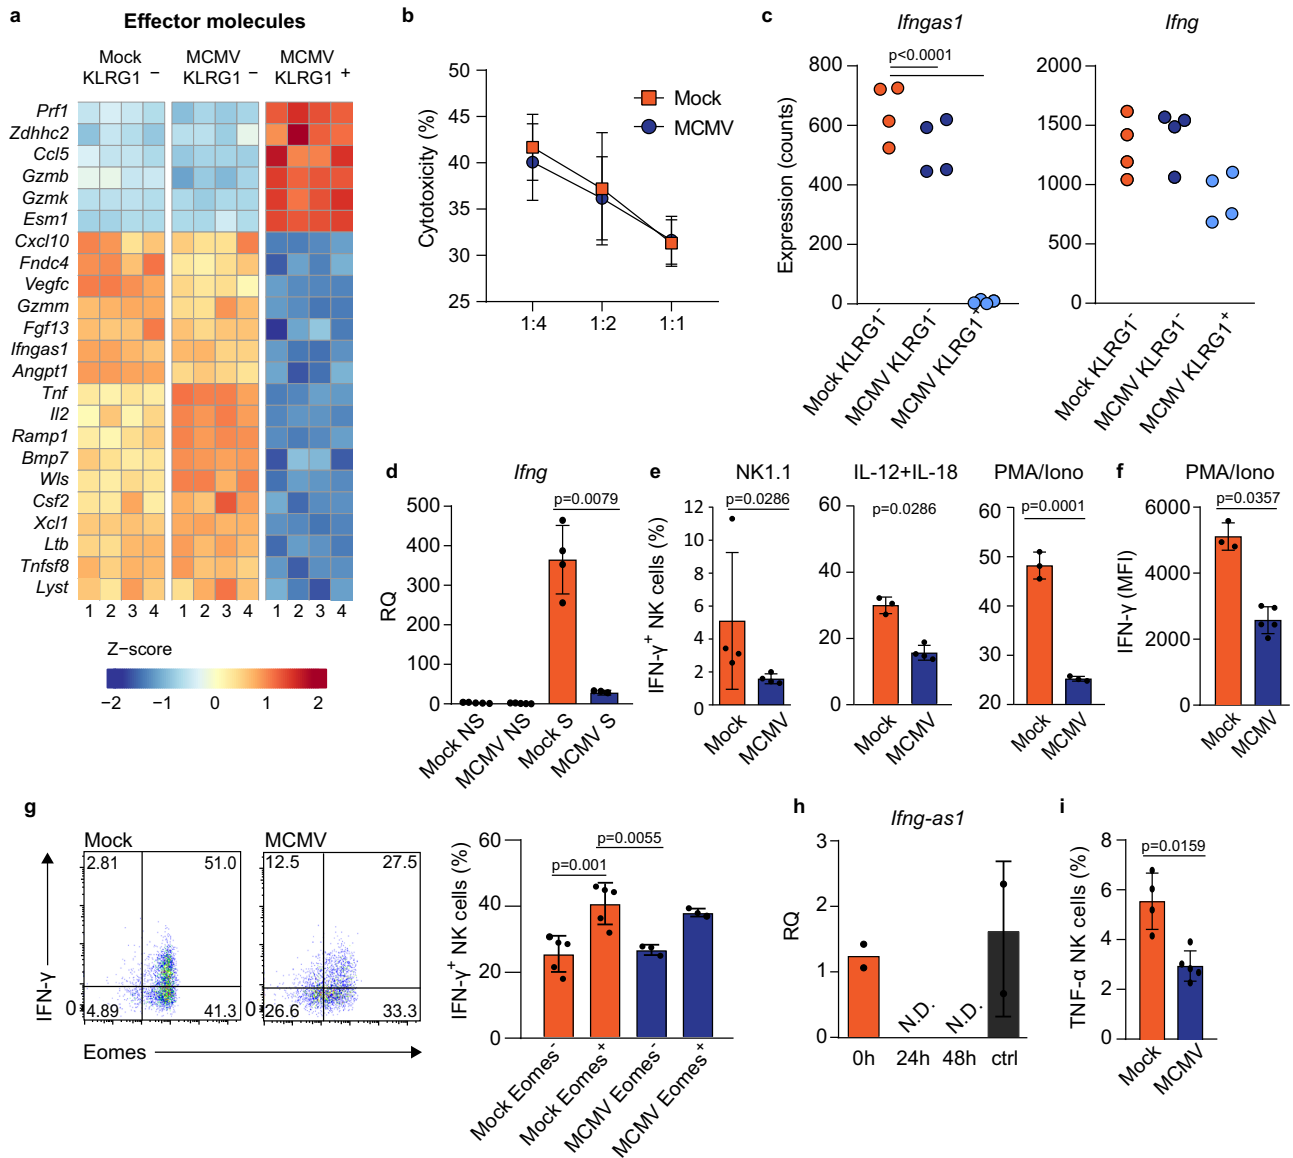 a
Effector molecules
Mock
KLRG1 −
MCMV
KLRG1 −
MCMV
KLRG1 +
Prf1
Zdhhc2
Ccl5
Gzmb
Gzmk
Esm1
Cxcl10
Fndc4
Vegfc
Gzmm
Fgf13
Ifngas1
Angpt1
Tnf
Il2
Ramp1
Bmp7
Wls
Csf2
Xcl1
Ltb
Tnfsf8
Lyst
1 2 3 4 1 2 3 4 1 2 3 4
Z−score
−2 −1 0 1 2
b
Cytotoxicity (%)
50
45
40
35
30
25
Mock
MCMV
1:4 1:2 1:1
c
Ifngas1
p<0.0001
Expression (counts)
800
600
400
200
0
Mock KLRG1-
MCMV KLRG1-
MCMV KLRG1+
Ifng
2000
1500
1000
500
0
Mock KLRG1-
MCMV KLRG1-
MCMV KLRG1+
d
Ifng
p=0.0079
RQ
500
400
300
200
100
0
Mock NS
MCMV NS
Mock S
MCMV S
e
NK1.1
p=0.0286
IFN-γ+ NK cells (%)
12
10
8
6
4
2
0
Mock
MCMV
IL-12+IL-18
p=0.0286
60
40
20
0
Mock
MCMV
PMA/Iono
p=0.0001
60
50
40
30
20
Mock
MCMV
f
PMA/Iono
p=0.0357
IFN-γ (MFI)
6000
4000
2000
0
Mock
MCMV
g
Mock
2.81 51.0
4.89 41.3
0
MCMV
12.5 27.5
26.6 33.3
0
IFN-γ
Eomes
IFN-γ+ NK cells (%)
p=0.0055
p=0.001
60
40
20
0
Mock Eomes-
Mock Eomes+
MCMV Eomes-
MCMV Eomes+
h
Ifng-as1
RQ
3
2
1
0
N.D. N.D.
0h 24h 48h ctrl
i
p=0.0159
TNF-α NK cells (%)
8
6
4
2
0
Mock
MCMV